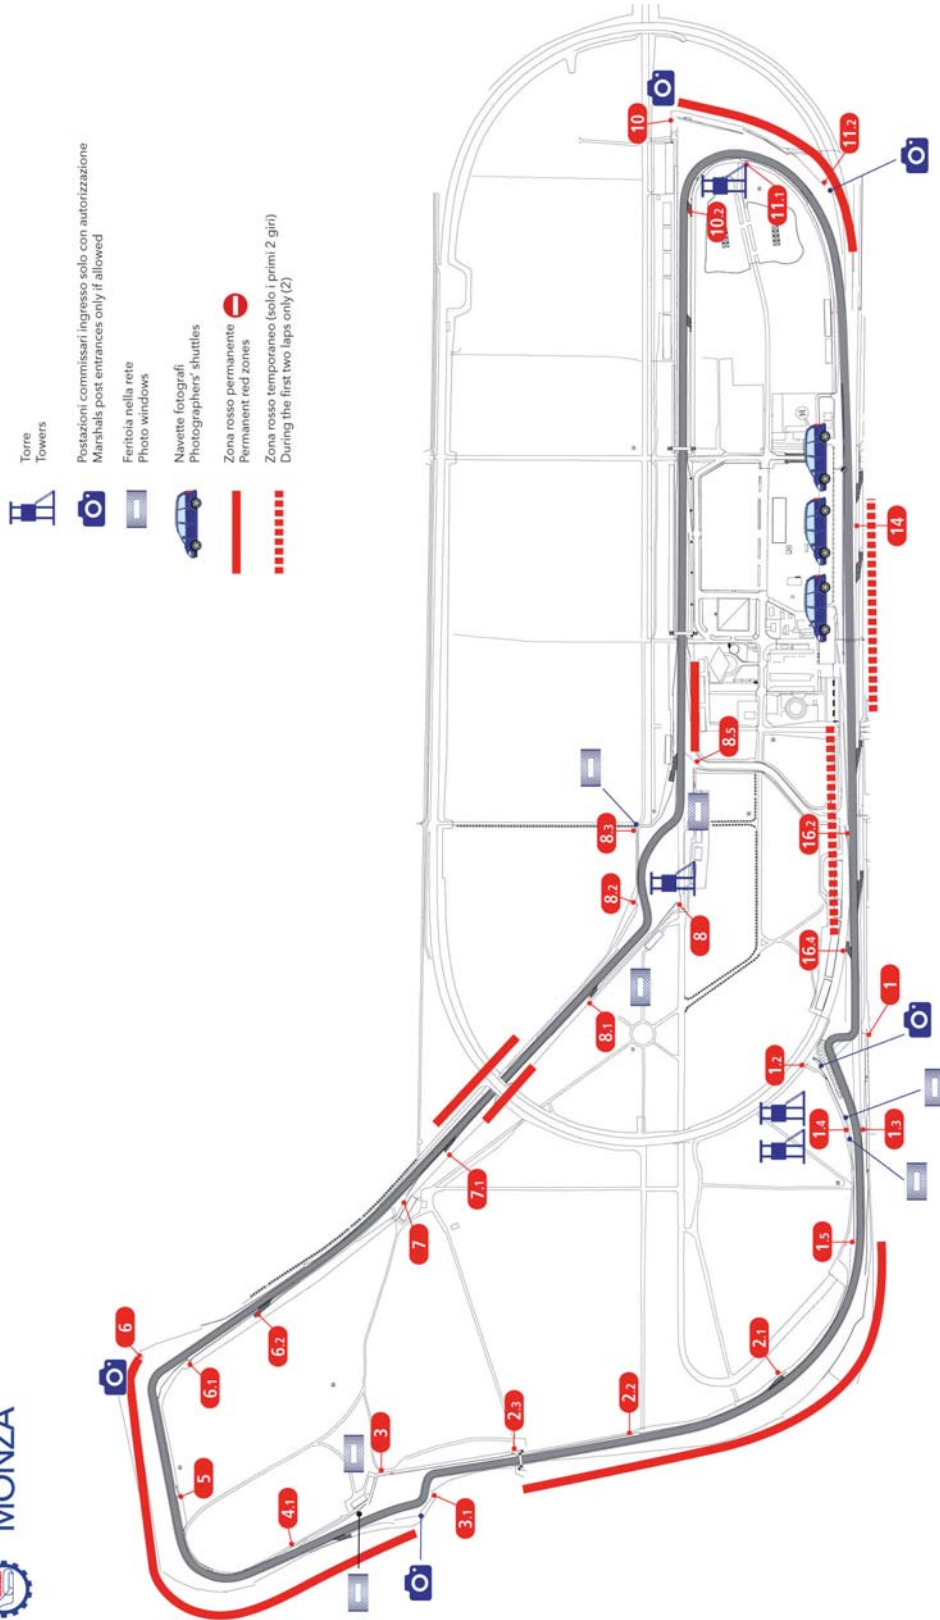 MONZA
Torre
Towers
Postazioni commissari ingresso solo con autorizzazione
Marshals post entrances only if allowed
Feritoia nella rete
Photo windows
Navette fotografi
Photographers' shuttles
Zona rosso permanente
Permanent red zones
Zona rosso temporaneo (solo i primi 2 giri)
During the first two laps only (2)
6
6.1
6.2
5
4.1
3
3.1
2.3
2.2
2.1
7
7.1
1.5
1.4
1.3
1.2
1
8.1
8
8.2
8.3
8.5
16.4
16.2
14
10
10.2
11.1
11.2
H